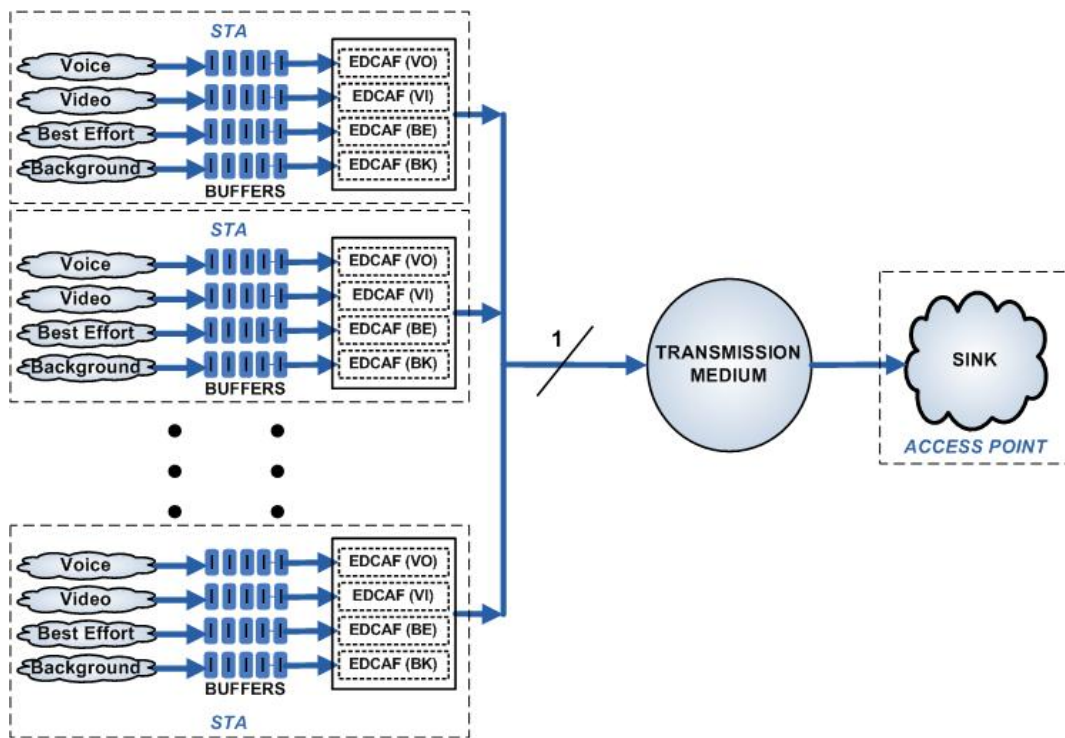 STA
Voice
EDCAF (VO)
Video
EDCAF (VI)
Best Effort
EDCAF (BE)
Background
EDCAF (BK)
BUFFERS
STA
Voice
EDCAF (VO)
Video
EDCAF (VI)
Best Effort
EDCAF (BE)
Background
EDCAF (BK)
BUFFERS
1
TRANSMISSION
MEDIUM
SINK
ACCESS POINT
Voice
EDCAF (VO)
Video
EDCAF (VI)
Best Effort
EDCAF (BE)
Background
EDCAF (BK)
BUFFERS
STA